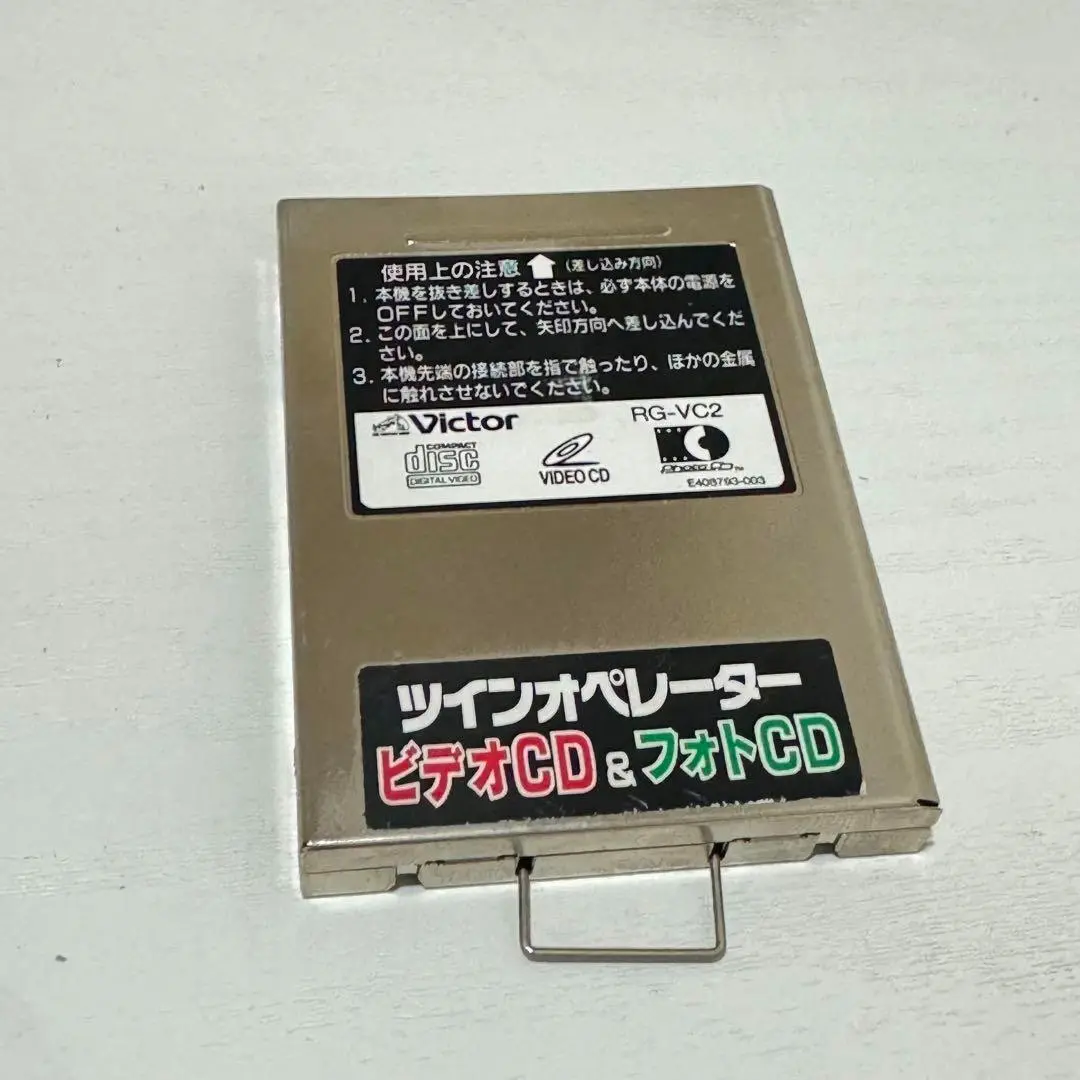 使用上の注意 ⬆ (差し込み方向)
1. 本機を抜き差しするときは、必ず本体の電源を
OFFしておいてください。
2. この面を上にして、矢印方向へ差し込んでくだ
さい。
3. 本機先端の接続部を指で触ったり、ほかの金属
に触れさせないでください。
Victor RG-VC2
COMPACT
disc
DIGITAL VIDEO
VIDEO CD
PHOTO CD™
E408793-003
ツインオペレーター
ビデオCD & フォトCD